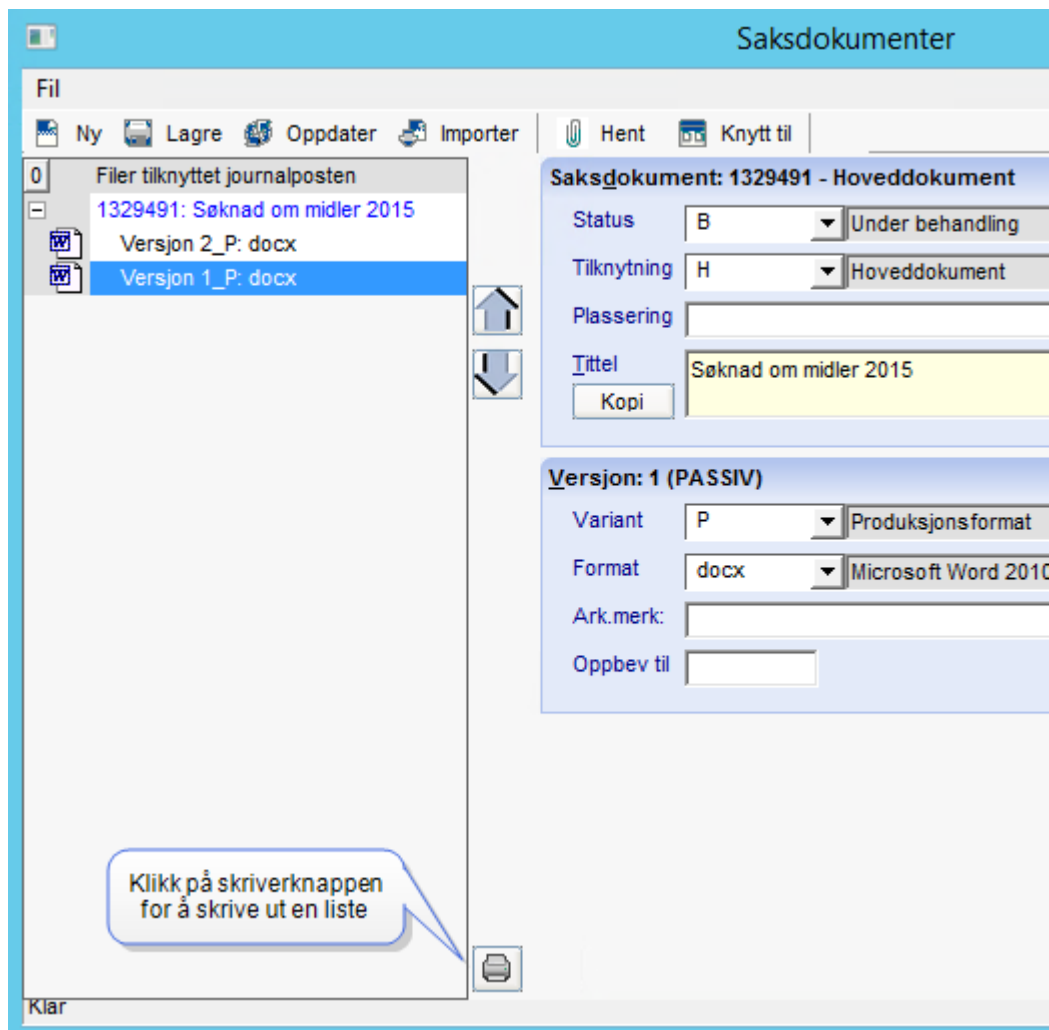 Saksdokumenter
Fil
Ny Lagre Oppdater Importer Hent Knytt til
0 Filer tilknyttet journalposten
1329491: Søknad om midler 2015
Versjon 2_P: docx
Versjon 1_P: docx
Saksdokument: 1329491 - Hoveddokument
Status B Under behandling
Tilknytning H Hoveddokument
Plassering
Tittel Søknad om midler 2015
Kopi
Versjon: 1 (PASSIV)
Variant P Produksjonsformat
Format docx Microsoft Word 2010
Ark.merk:
Oppbev til
Klikk på skriverknappen
for å skrive ut en liste
Klar